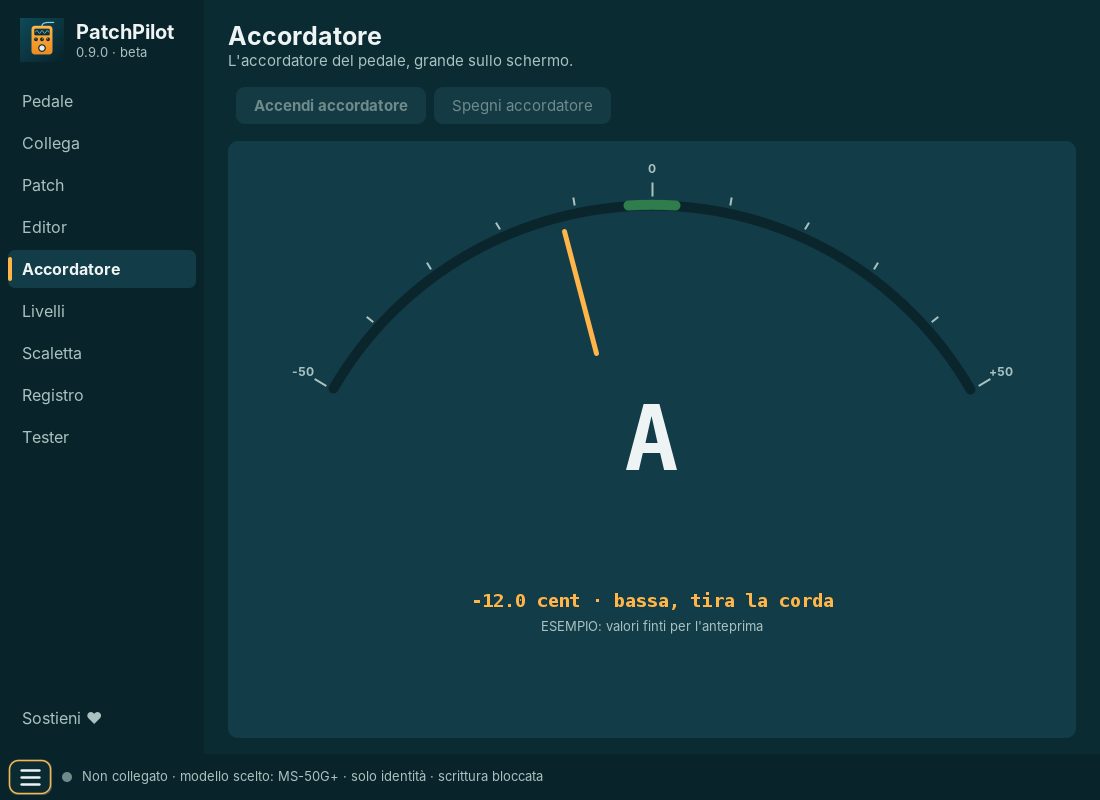 PatchPilot
0.9.0 · beta
Pedale
Collega
Patch
Editor
Accordatore
Livelli
Scaletta
Registro
Tester
Sostieni ♥
Accordatore
L'accordatore del pedale, grande sullo schermo.
Accendi accordatore
Spegni accordatore
0
-50
+50
A
-12.0 cent · bassa, tira la corda
ESEMPIO: valori finti per l'anteprima
Non collegato · modello scelto: MS-50G+ · solo identità · scrittura bloccata